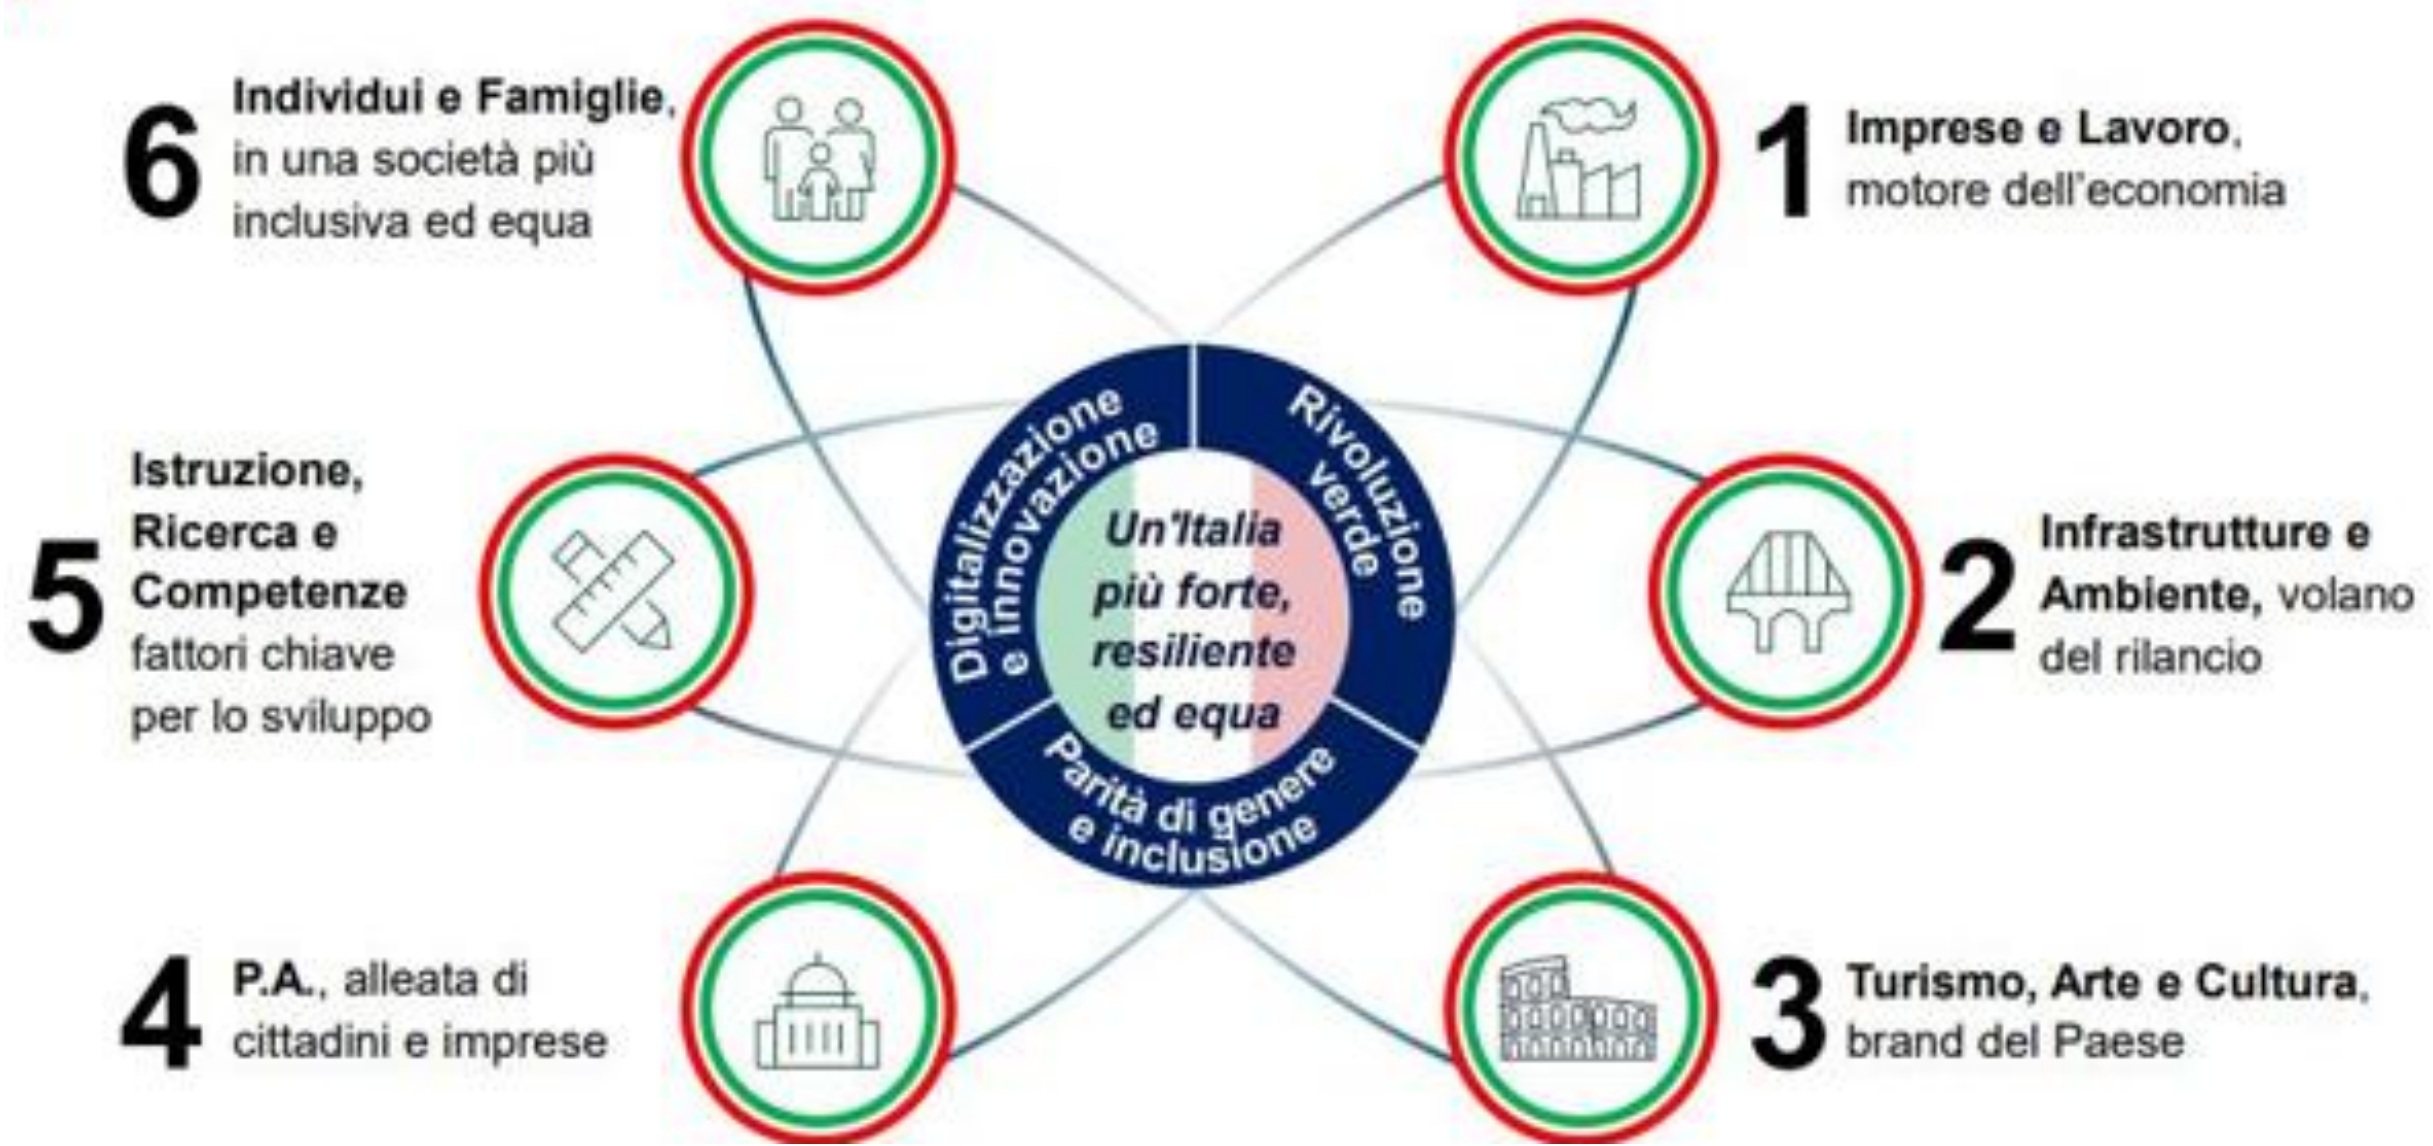 6
Individui e Famiglie,
in una società più
inclusiva ed equa
1
Imprese e Lavoro,
motore dell'economia
5
Istruzione,
Ricerca e
Competenze
fattori chiave
per lo sviluppo
Digitalizzazione
e innovazione
Rivoluzione
verde
Un'Italia
più forte,
resiliente
ed equa
Parità di genere
e inclusione
2
Infrastrutture e
Ambiente, volano
del rilancio
4
P.A., alleata di
cittadini e imprese
3
Turismo, Arte e Cultura,
brand del Paese